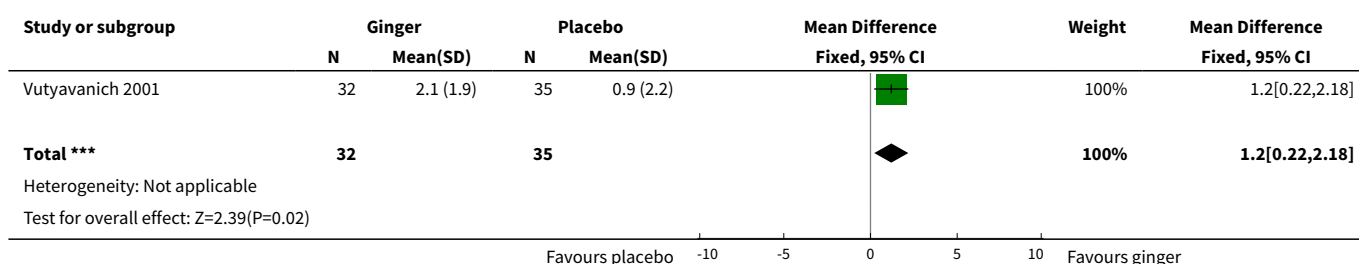 Study or subgroup Ginger Placebo Mean Difference Weight Mean Difference
N Mean(SD) N Mean(SD) Fixed, 95% CI Fixed, 95% CI
Vutyavanich 2001 32 2.1 (1.9) 35 0.9 (2.2) 100% 1.2[0.22,2.18]
Total *** 32 35 100% 1.2[0.22,2.18]
Heterogeneity: Not applicable
Test for overall effect: Z=2.39(P=0.02)
Favours placebo -10 -5 0 5 10 Favours ginger